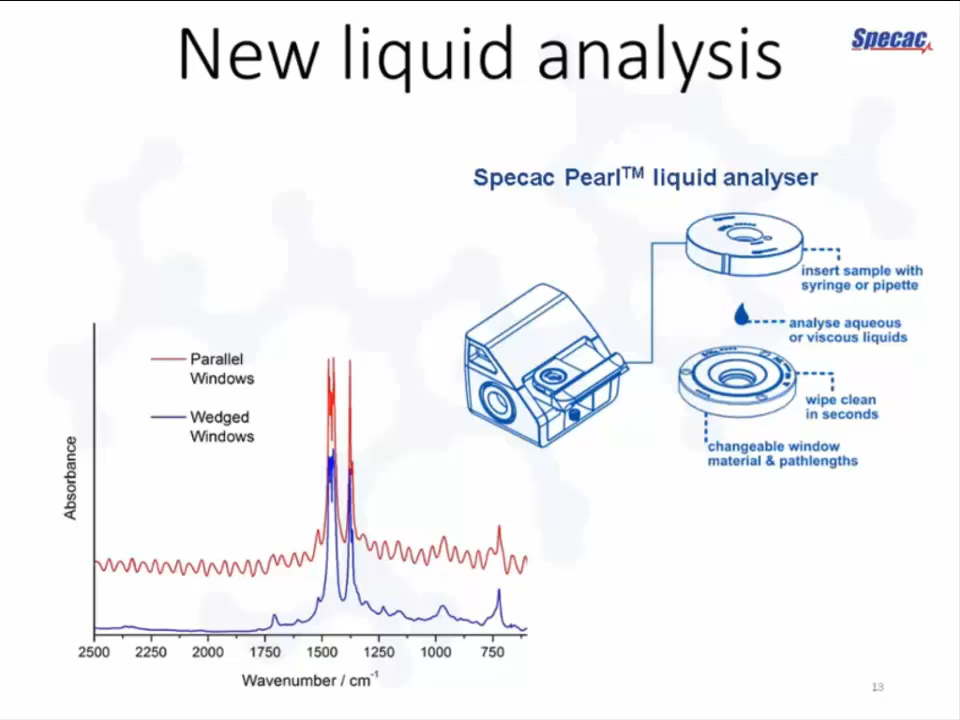 New liquid analysis
Specac
Specac Pearl™ liquid analyser
insert sample with
syringe or pipette
analyse aqueous
or viscous liquids
wipe clean
in seconds
changeable window
material & pathlengths
Parallel
Windows
Wedged
Windows
Absorbance
2500 2250 2000 1750 1500 1250 1000 750
Wavenumber / cm⁻¹
13